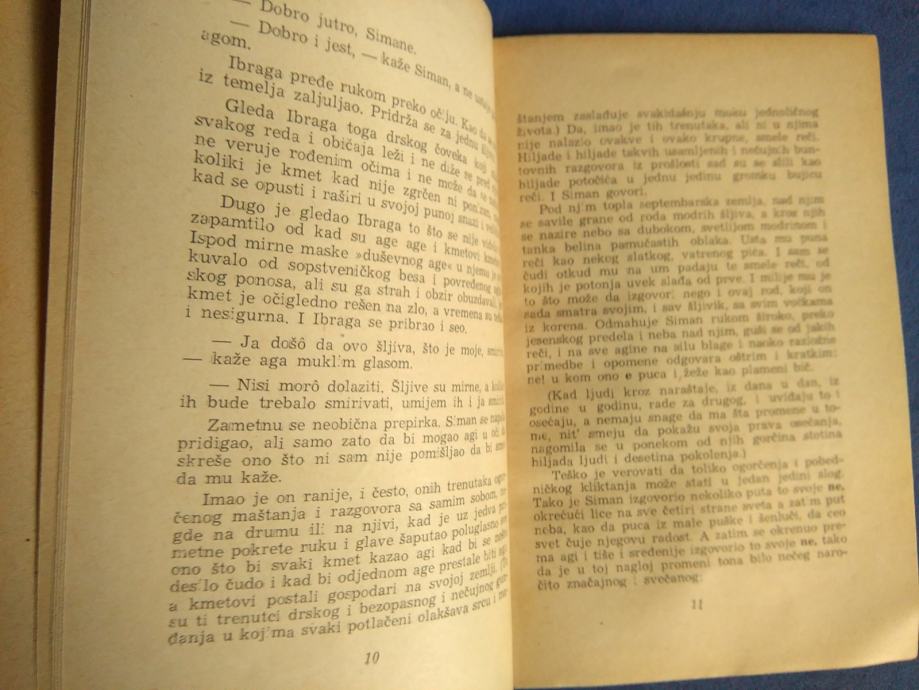 — Dobro jutro, Simane.
— Dobro i jest, — kaže Siman, a ne
agom.
Ibraga pređe rukom preko očiju. Kao da
iz temelja zaljuljao. Pridrža se za jednu
Gleda Ibraga toga drskog čoveka koji
svakog reda i običaja leži i ne diže se pred
ne veruje rođenim očima i ne može da se
koliki je kmet kad nije zgrčen ni
kad se opusti i raširi u svojoj punoj snazi i
Dugo je gledao Ibraga to što se nije
zapamtilo od kad su age age i kmetovi
Ispod mirne maske »duševnog age« u njemu je
kuvalo od sopstveničkog besa i povređenog
skog ponosa, ali su ga strah i obzir obuzdavali,
kmet je očigledno rešen na zlo, a vremena su
i nesigurna. I Ibraga se pribrao i seo.
— Ja došô da ovo šljiva, što je moje,
— kaže aga muklim glasom.
— Nisi morô dolaziti. Šljive su mirne, a
ih bude trebalo smirivati, umijem ih i ja
Zametnu se neobična prepirka. Siman se
pridigao, ali samo zato da bi mogao agi u oči da
skreše ono što ni sam nije pomišljao da bi
da mu kaže.
Imao je on ranije, i često, onih trenutaka
čenog maštanja i razgovora sa samim sobom,
gde na drumu ili na njivi, kad je uz jedva
metne pokrete ruku i glave šaputao poluglasno
ono što bi svaki kmet kazao agi kad bi se
desilo čudo i kad bi odjednom age prestale biti
a kmetovi postali gospodari na svojoj zemlji.
su ti trenutci drskog i bezopasnog i nečujnog
đanja u kojima svaki potlačeni olakšava srcu i
10
štanjem zaslađuje svakidašnju muku jednoličnog
života.) Da, imao je tih trenutaka, ali ni u njima
nije nalazio ovakve i ovako krupne, smele reči.
Hiljade i hiljade takvih usamljenih i nečujnih bun-
tovnih razgovora iz prošlosti sad su se slili kao
hiljade potočića u jednu jedinu gromku bujicu
reči. I Siman govori.
Pod njim topla septembarska zemlja, nad njim
se savile grane od roda modrih šljiva, a kroz njih
se nazire nebo sa dubokom, svetlijom modrinom i
tanka belina pamučastih oblaka. Usta mu puna
reči kao nekog slatkog, vatrenog pića. I sam se
čudi otkud mu na um padaju te smele reči, od
kojih je potonja uvek slađa od prve. I milije mu je
to što može da izgovori nego i ovaj rod, koji on
sada smatra svojim, i sav šljivik, sa svim voćkama
iz korena. Odmahuje Siman rukom široko, preko
jesenskog predela i neba nad njim, guši se od jakih
reči, i na sve agine na silu blage i naoko razložne
primedbe i opomene odgovara oštrim i kratkim:
ne! u kom ono e puca i žeže kao plameni bič.
(Kad ljudi kroz naraštaje, iz dana u dan, iz
godine u godinu, rade za drugog, i uviđaju to i
osećaju, a nemaju snage da ma šta promene u to-
me, nit' smeju da pokažu svoja prava osećanja,
nagomila se u ponekom od njih gorčina stotina
hiljada ljudi i desetina pokolenja.)
Teško je verovati da toliko ogorčenja i pobed-
ničkog kliktanja može stati u jedan jedini slog.
Tako je Siman izgovorio nekoliko puta to svoje ne,
okrećući lice na sve četiri strane sveta a zatim put
neba, kao da puca iz male puške i šenluči, da ceo
svet čuje njegovu radost. A zatim se okrenuo pre-
ma agi i tiše i sređenije izgovorio to svoje ne, tako
da je u toj nagloj promeni tona bilo nečeg naro-
čito značajnog i svečanog:
11